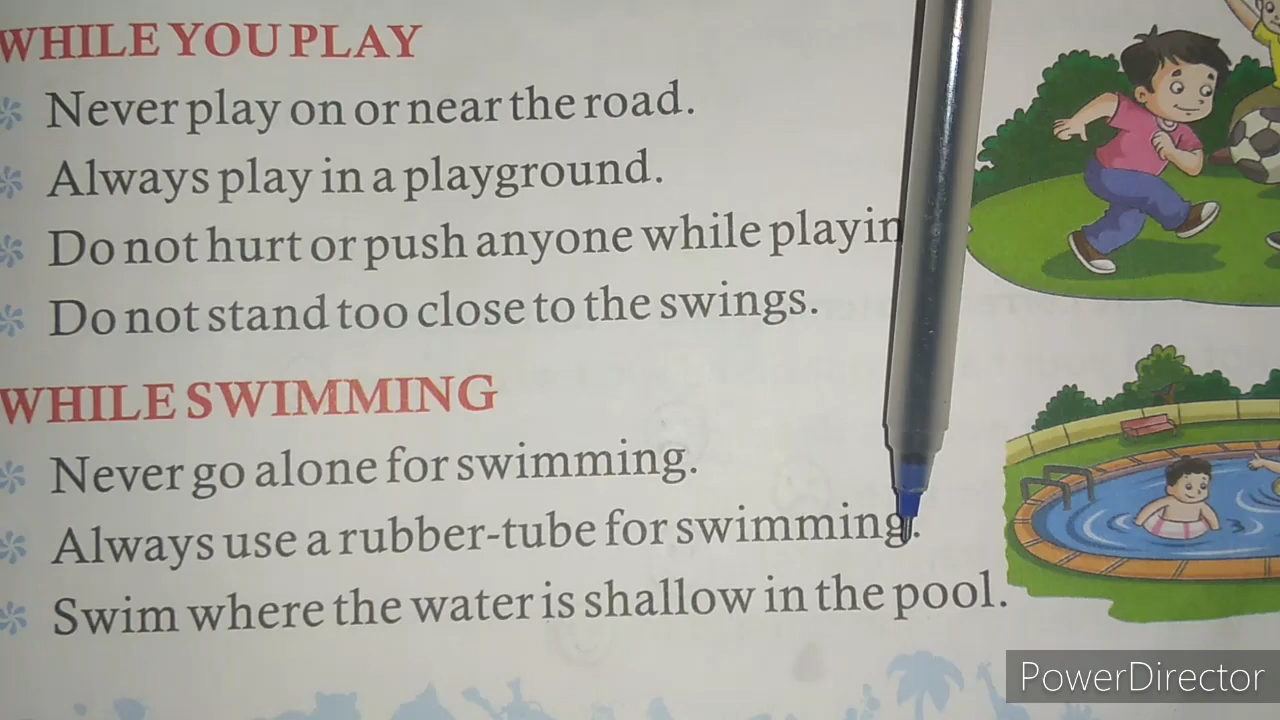 WHILE YOU PLAY
Never play on or near the road.
Always play in a playground.
Do not hurt or push anyone while playin
Do not stand too close to the swings.
WHILE SWIMMING
Never go alone for swimming.
Always use a rubber-tube for swimming.
Swim where the water is shallow in the pool.
PowerDirector